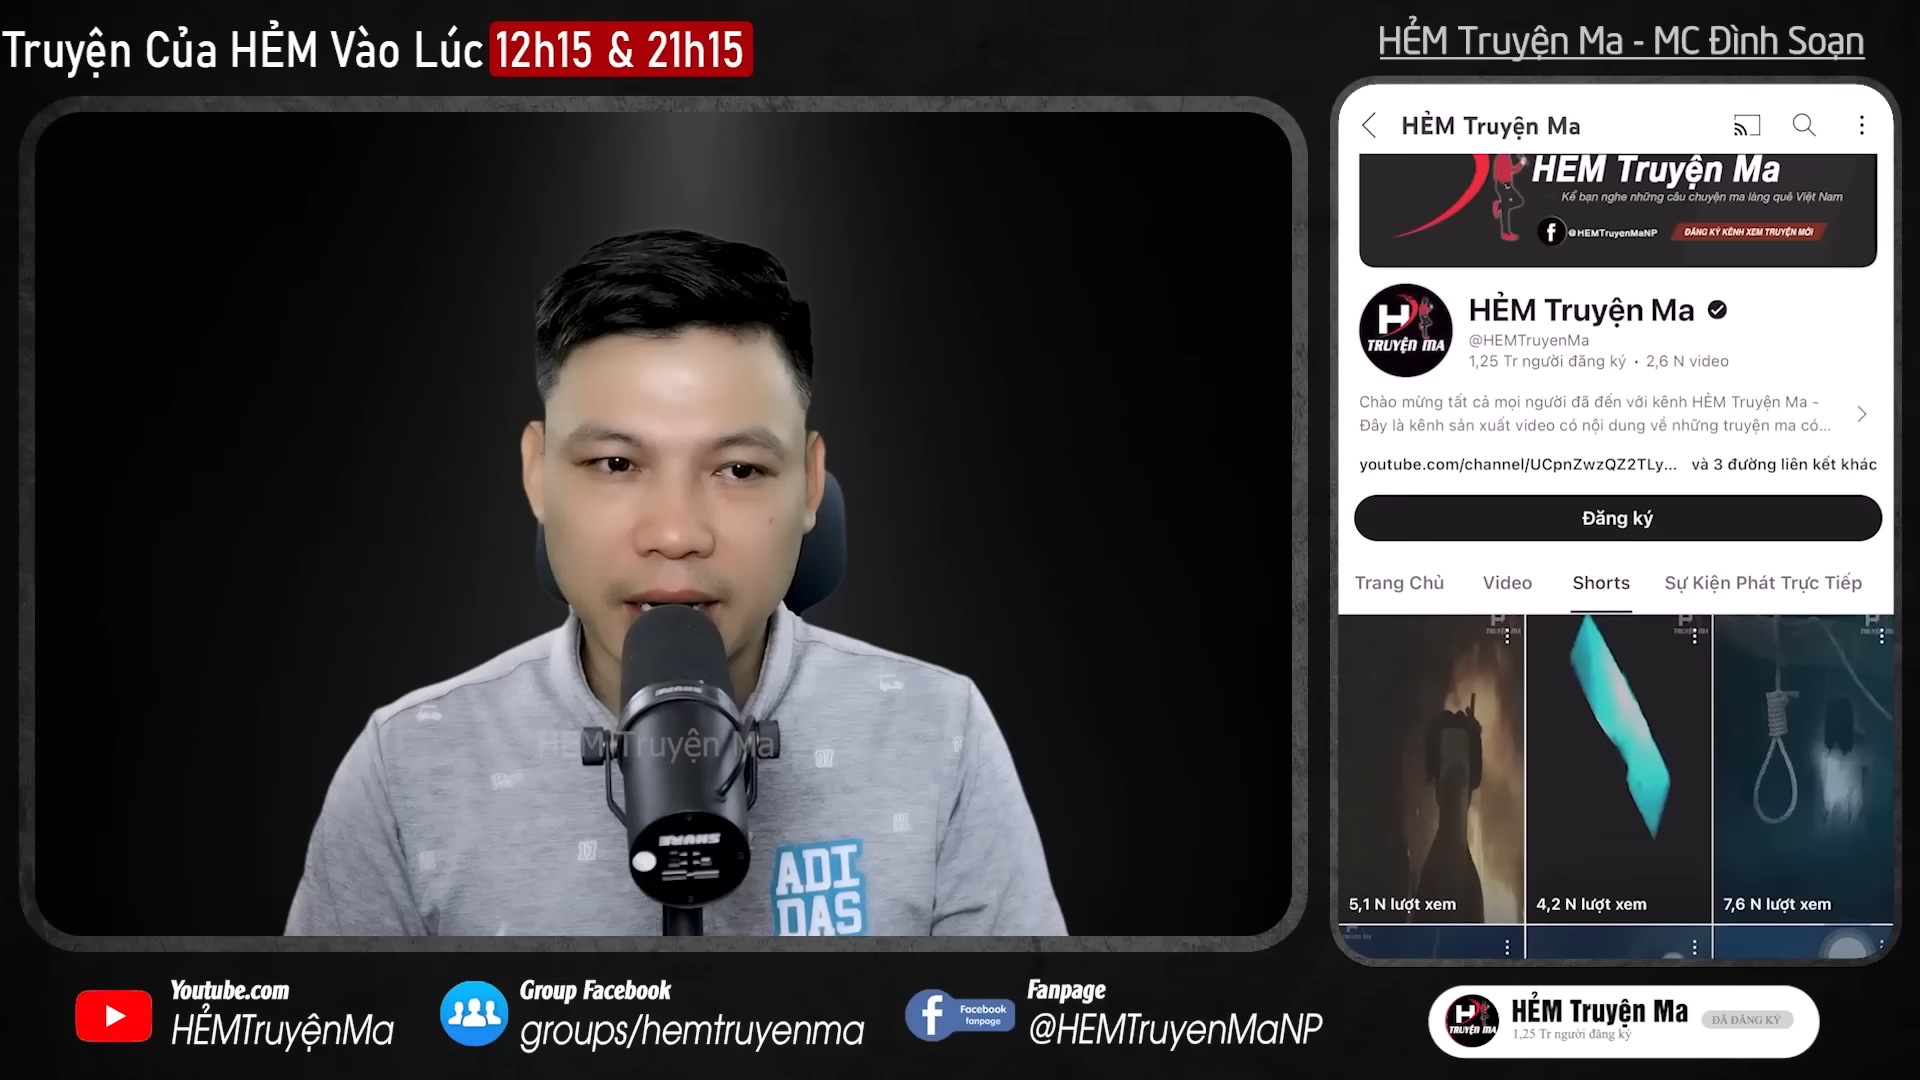 Truyện Của HẺM Vào Lúc 12h15 & 21h15
HẺM Truyện Ma - MC Đình Soạn
HẺM Truyện Ma
HẺM Truyện Ma
Kể bạn nghe những câu chuyện ma làng quê Việt Nam
@HEMTruyenMaNP
ĐĂNG KÝ KÊNH XEM TRUYỆN MỚI
H
TRUYỆN MA
HẺM Truyện Ma
@HEMTruyenMa
1,25 Tr người đăng ký • 2,6 N video
Chào mừng tất cả mọi người đã đến với kênh HẺM Truyện Ma -
Đây là kênh sản xuất video có nội dung về những truyện ma có...
youtube.com/channel/UCpnZwzQZ2TLy... và 3 đường liên kết khác
Đăng ký
Trang Chủ Video Shorts Sự Kiện Phát Trực Tiếp
5,1 N lượt xem
4,2 N lượt xem
7,6 N lượt xem
HẺM Truyện Ma
SHURE
ADI
DAS
Youtube.com
HẺMTruyệnMa
Group Facebook
groups/hemtruyenma
Facebook
fanpage
Fanpage
@HEMTruyenMaNP
H
TRUYỆN MA
HẺM Truyện Ma
1,25 Tr người đăng ký
ĐÃ ĐĂNG KÝ